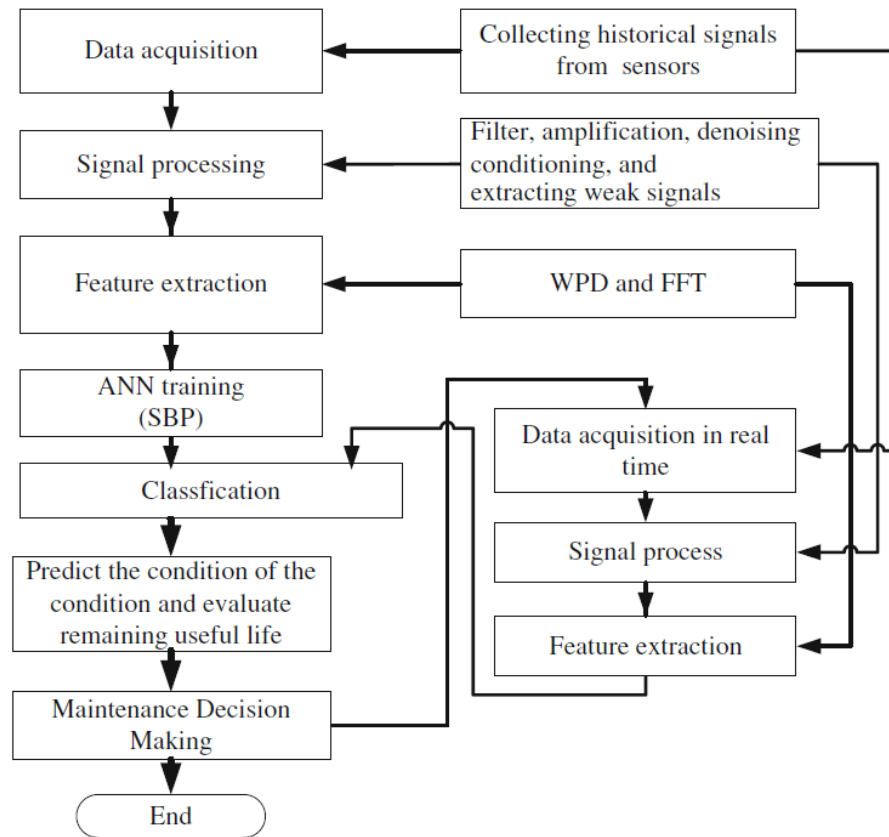 Data acquisition
Collecting historical signals
from sensors
Signal processing
Filter, amplification, denoising
conditioning, and
extracting weak signals
Feature extraction
WPD and FFT
ANN training
(SBP)
Data acquisition in real
time
Classfication
Signal process
Predict the condition of the
condition and evaluate
remaining useful life
Feature extraction
Maintenance Decision
Making
End